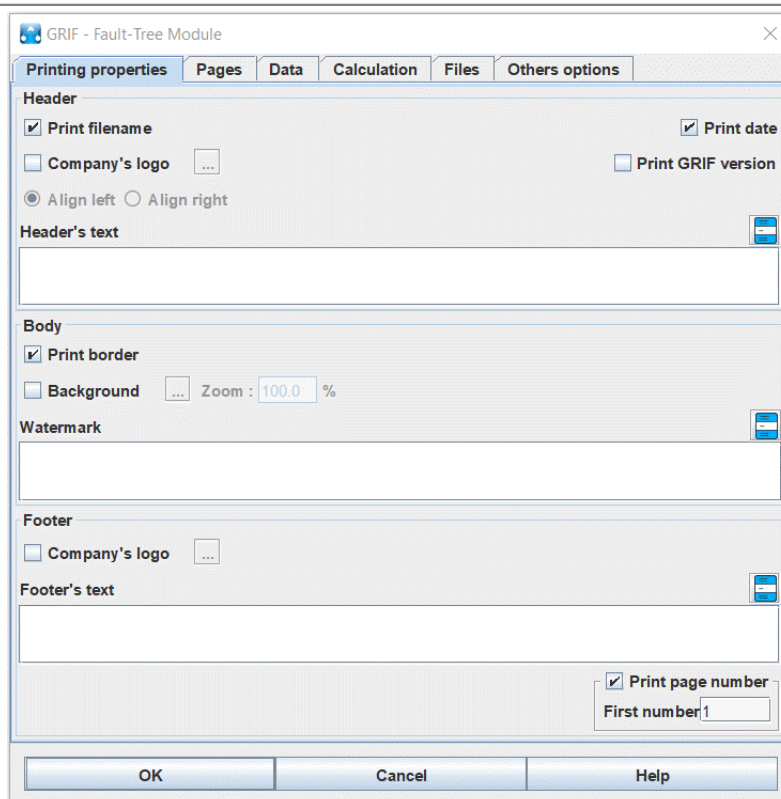 GRIF - Fault-Tree Module
Printing properties Pages Data Calculation Files Others options
Header
Print filename Print date
Company's logo ... Print GRIF version
Align left Align right
Header's text
Body
Print border
Background ... Zoom : 100.0 %
Watermark
Footer
Company's logo ...
Footer's text
Print page number
First number 1
OK Cancel Help